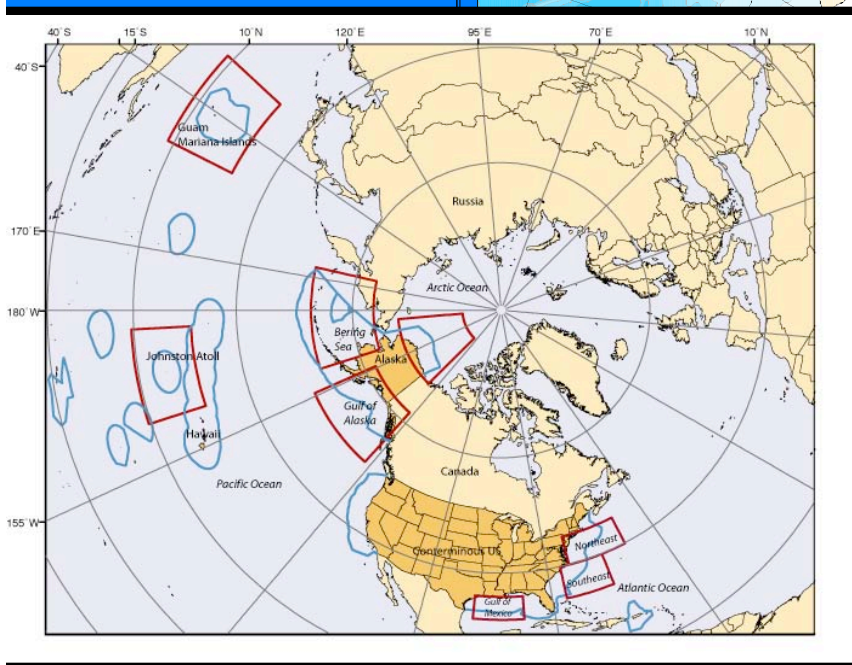 40˚S 15˚S 10˚N 120˚E 95˚E 70˚E 10˚N
40˚S
Guam
Mariana Islands
Russia
170˚E
Arctic Ocean
180˚W
Bering
Sea
Johnston Atoll
Alaska
Gulf of
Alaska
Hawaii
Canada
Pacific Ocean
155˚W
Northeast
Conterminous US
Southeast
Atlantic Ocean
Gulf of
Mexico